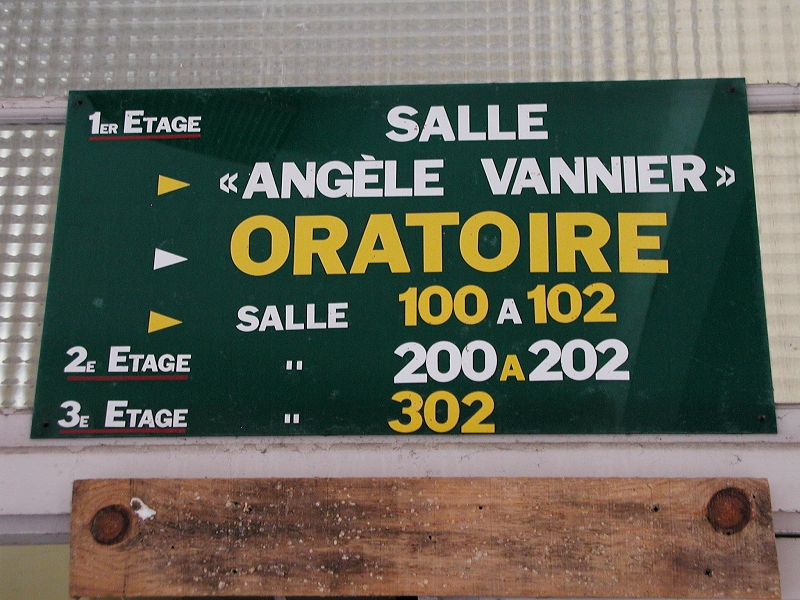 1ER ETAGE SALLE
« ANGÈLE VANNIER »
ORATOIRE
SALLE 100 A 102
2E ETAGE " 200 A 202
3E ETAGE " 302